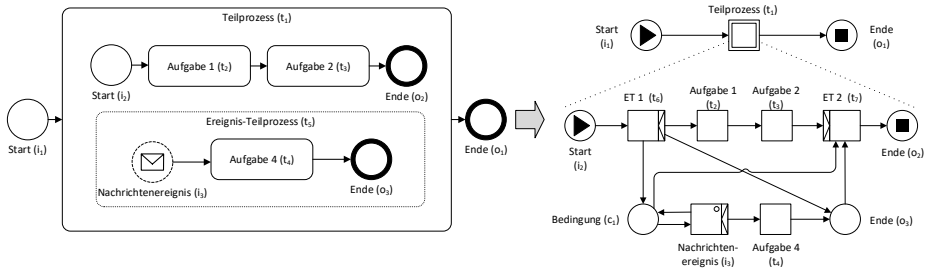 Teilprozess (t₁)
Aufgabe 1 (t₂)
Aufgabe 2 (t₃)
Start (i₂)
Ende (o₂)
Ereignis-Teilprozess (t₅)
Aufgabe 4 (t₄)
Nachrichtenereignis (i₃)
Ende (o₃)
Start (i₁)
Ende (o₁)
Start
(i₁)
Teilprozess (t₁)
Ende
(o₁)
ET 1 (t₆)
Aufgabe 1
(t₂)
Aufgabe 2
(t₃)
ET 2 (t₇)
Start
(i₂)
Ende (o₂)
Bedingung (c₁)
Nachrichten-
ereignis (i₃)
Aufgabe 4
(t₄)
Ende (o₃)